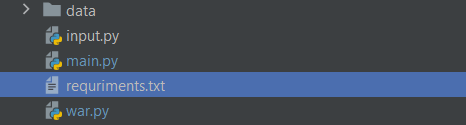 data
input.py
main.py
requriments.txt
war.py